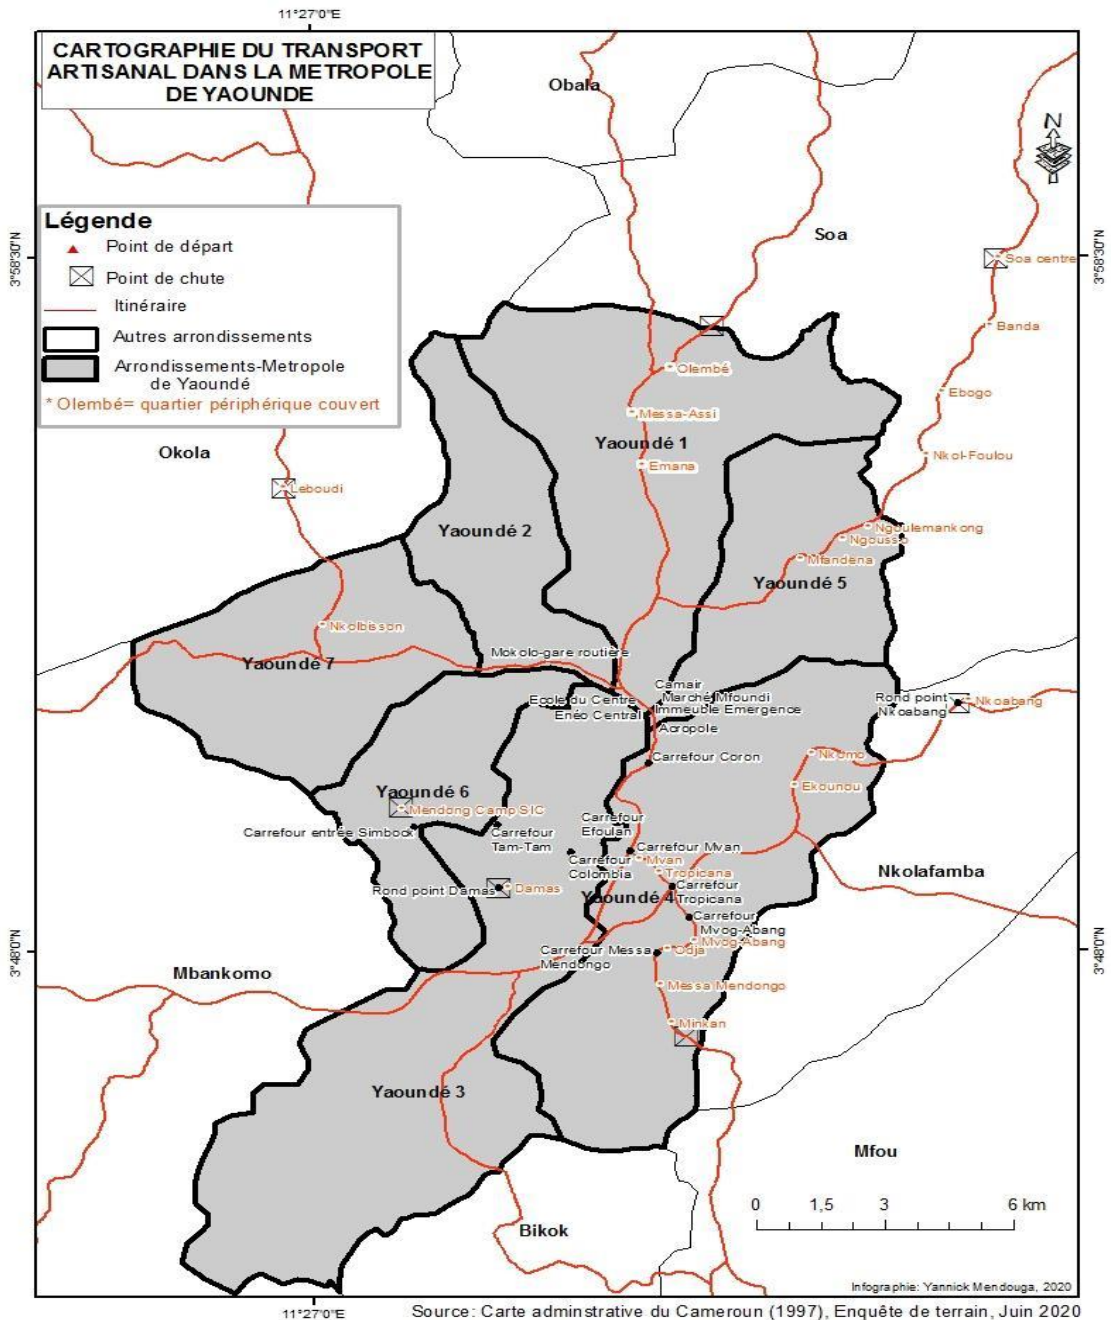 11°27'0"E
CARTOGRAPHIE DU TRANSPORT
ARTISANAL DANS LA METROPOLE
DE YAOUNDE
Obala
N
Légende
Point de départ
Point de chute
Itinéraire
Autres arrondissements
Arrondissements-Metropole
de Yaoundé
* Olembé= quartier périphérique couvert
Soa
3°58'30"N
3°58'30"N
* Soa centre
* Banda
* Olembé
* Ebogo
* Messa-Assi
Yaoundé 1
Okola
* Nkol-Foulou
* Emana
* Leboudi
Yaoundé 2
* Ngoulemankong
* Ngousso
* Mfandena
Yaoundé 5
* Nkolbisson
Mokolo-gare routière
Yaoundé 7
Camair
Ecole du Centre
Marché Mfoundi
Rond point
Nkoabang
* Nkoabang
Enéo Central
Immeuble Emergence
Acropole
* Nkomo
Carrefour Coron
* Ekounou
Yaoundé 6
* Mendong Camp SIC
Carrefour
Efoulan
Carrefour entrée Simbock
Carrefour
Tam-Tam
Carrefour Mvan
* Mvan
Carrefour
Colombia
* Tropicana
Nkolafamba
Rond point Damas
* Damas
Carrefour
Tropicana
Yaoundé 4
Carrefour
Mvog-Abang
* Mvog-Abang
Carrefour Messa
Mendongo
* Odja
3°48'0"N
3°48'0"N
Mbankomo
* Messa Mendongo
* Minkan
Yaoundé 3
Mfou
0 1,5 3 6 km
Bikok
Infographie: Yannick Mendouga, 2020
11°27'0"E
Source: Carte adminstrative du Cameroun (1997), Enquête de terrain, Juin 2020